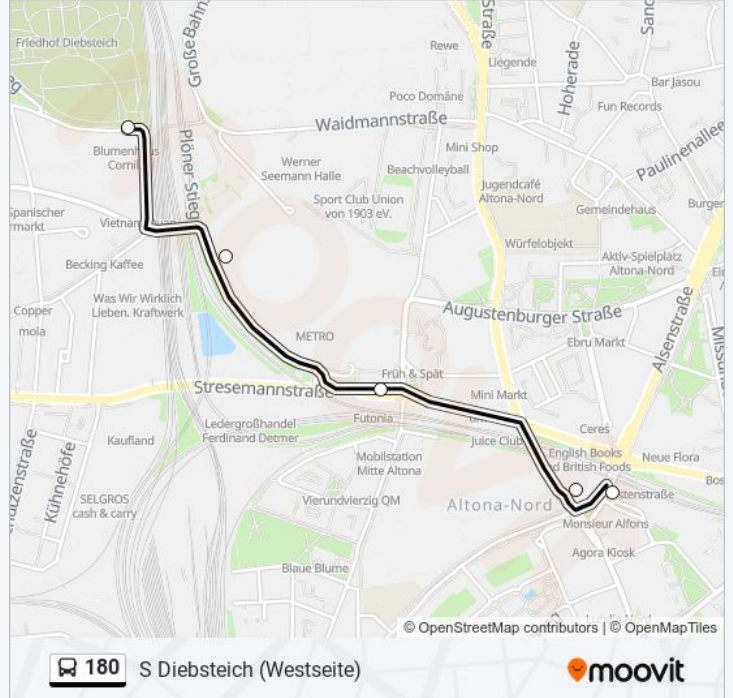 Friedhof Diebsteich
Große Bahn
Straße
Rewe
Liegende
Hoherade
Bar Jasou
Poco Domäne
Fun Records
Waidmannstraße
Paulinenallee
Blumenhaus
Plöner-Stieg
Werner
Seemann Halle
Mini Shop
Beachvolleyball
Jugendcafé
Altona-Nord
Sport Club Union
von 1903 eV.
Gemeindehaus
Spanischer
Würfelobjekt
Aktiv-Spielplatz
Altona-Nord
Becking Kaffee
Was Wir Wirklich
Lieben. Kraftwerk
Copper
mola
Augustenburger Straße
Alsenstraße
METRO
Ebru Markt
Früh & Spät
Stresemannstraße
Mini Markt
Ledergroßhandel
Ferdinand Detmer
Futonia
Kaufland
Juice Club
Ceres
English Books
nd British Foods
Neue Flora
Kühnehöfe
Mobilstation
Mitte Altona
SELGROS
cash & carry
Vierundvierzig QM
Altona-Nord
stenstraße
Monsieur Alfons
Agora Kiosk
Blaue Blume
© OpenStreetMap contributors | © OpenMapTiles
180 S Diebsteich (Westseite)
moovit